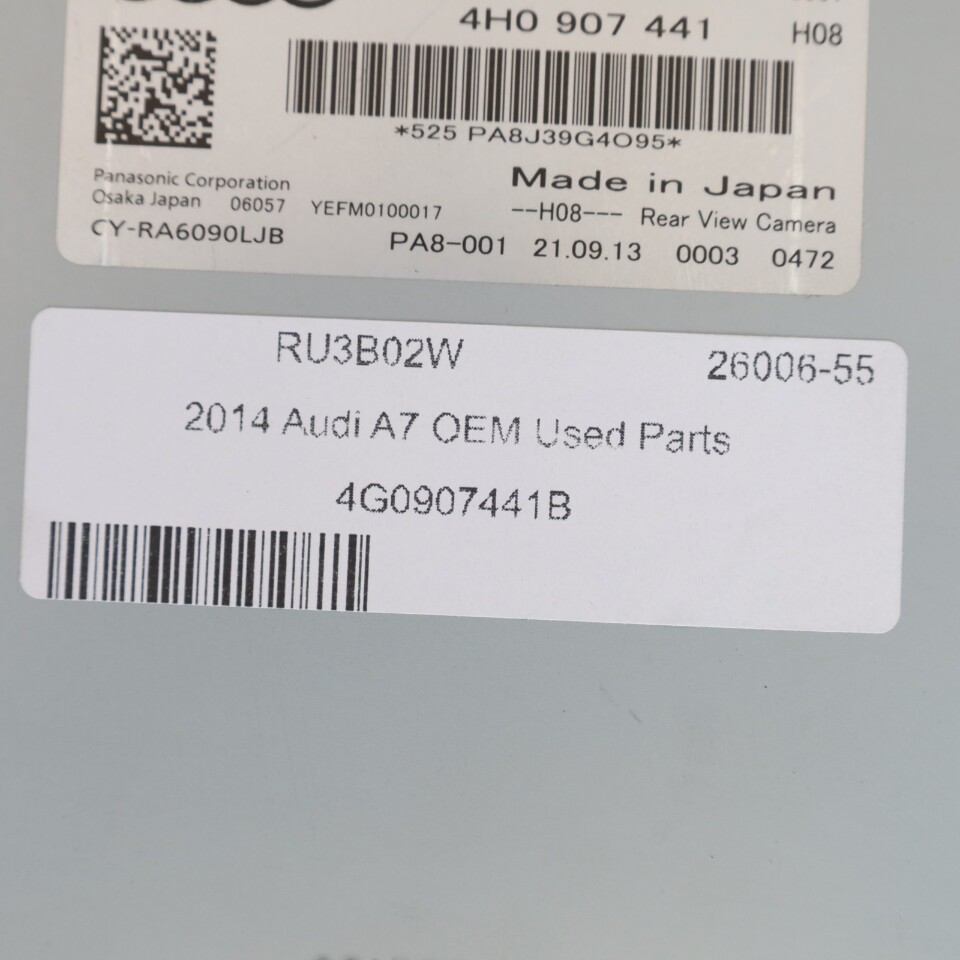 4H0 907 441 H08
*525 PA8J39G4O95*
Panasonic Corporation
Made in Japan
Osaka Japan 06057 YEFM0100017 --H08--- Rear View Camera
CY-RA6090LJB PA8-001 21.09.13 0003 0472
RU3B02W 26006-55
2014 Audi A7 OEM Used Parts
4G0907441B